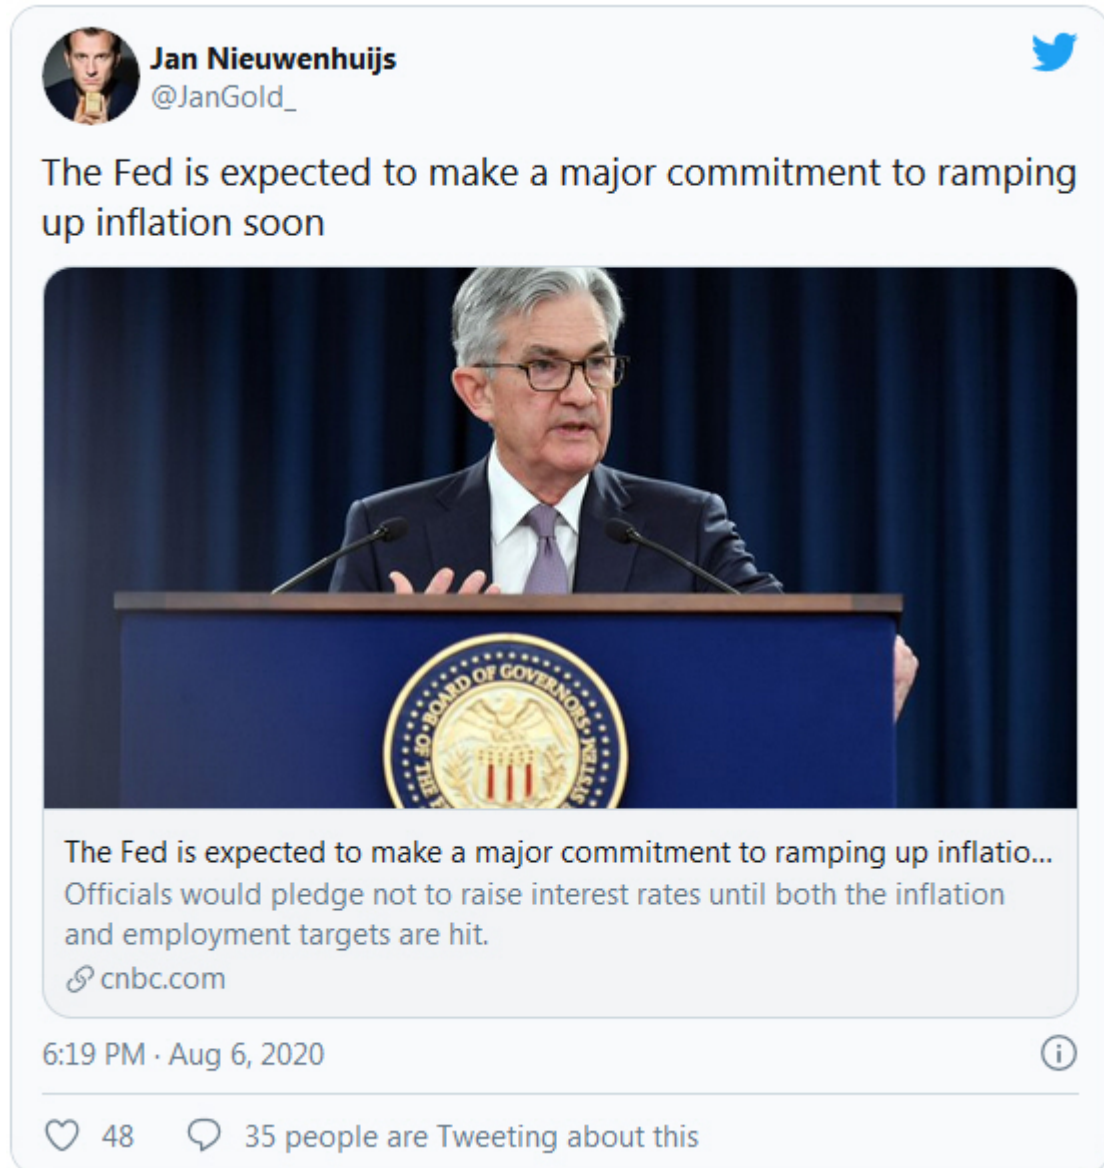 Jan Nieuwenhuijs
@JanGold_
The Fed is expected to make a major commitment to ramping
up inflation soon
BOARD OF GOVERNORS
OF THE
SYSTEM
The Fed is expected to make a major commitment to ramping up inflatio...
Officials would pledge not to raise interest rates until both the inflation
and employment targets are hit.
cnbc.com
6:19 PM · Aug 6, 2020
48
35 people are Tweeting about this